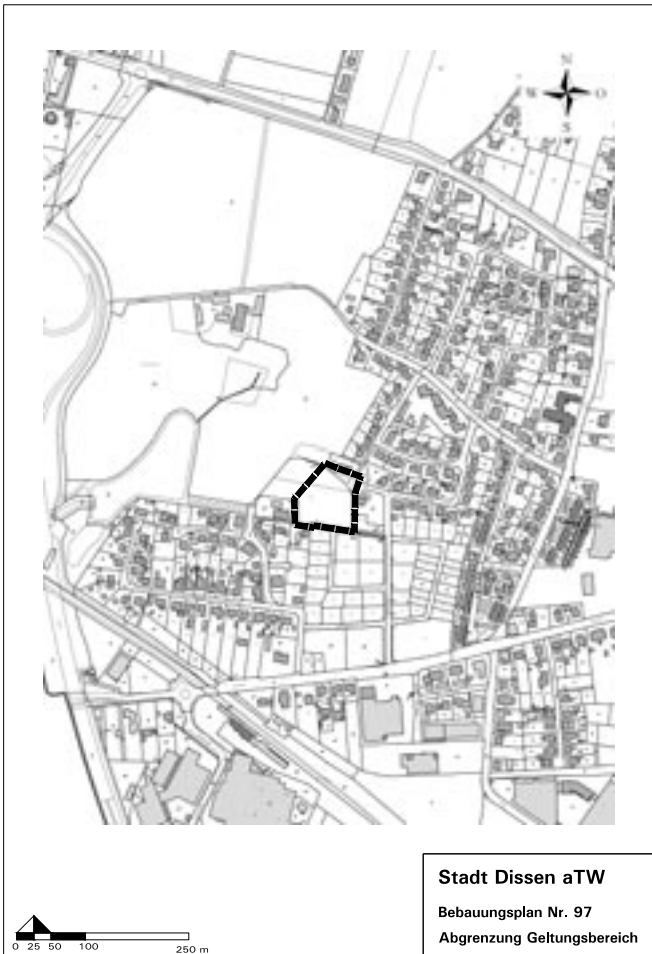 N
W O
S
Stadt Dissen aTW
Bebauungsplan Nr. 97
Abgrenzung Geltungsbereich
0 25 50 100 250 m